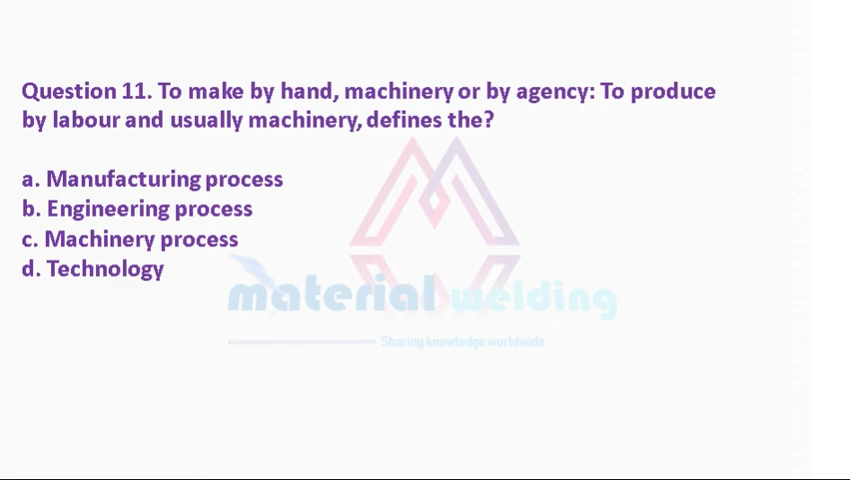 Question 11. To make by hand, machinery or by agency: To produce
by labour and usually machinery, defines the?
a. Manufacturing process
b. Engineering process
c. Machinery process
d. Technology
material welding
Sharing knowledge worldwide